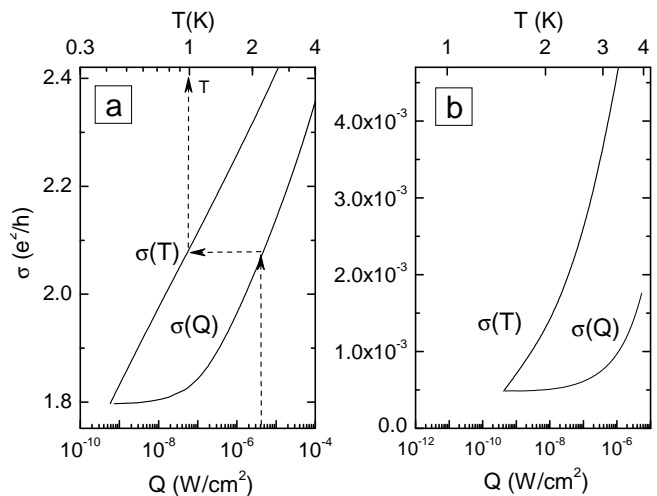 T(K)
0.3 1 2 4
T (K)
1 2 3 4
2.4
2.2
2.0
1.8
σ (e²/h)
a
T
σ(T)
σ(Q)
10⁻¹⁰ 10⁻⁸ 10⁻⁶ 10⁻⁴
Q (W/cm²)
b
4.0x10⁻³
3.0x10⁻³
2.0x10⁻³
1.0x10⁻³
0.0
σ(T)
σ(Q)
10⁻¹² 10⁻¹⁰ 10⁻⁸ 10⁻⁶
Q (W/cm²)